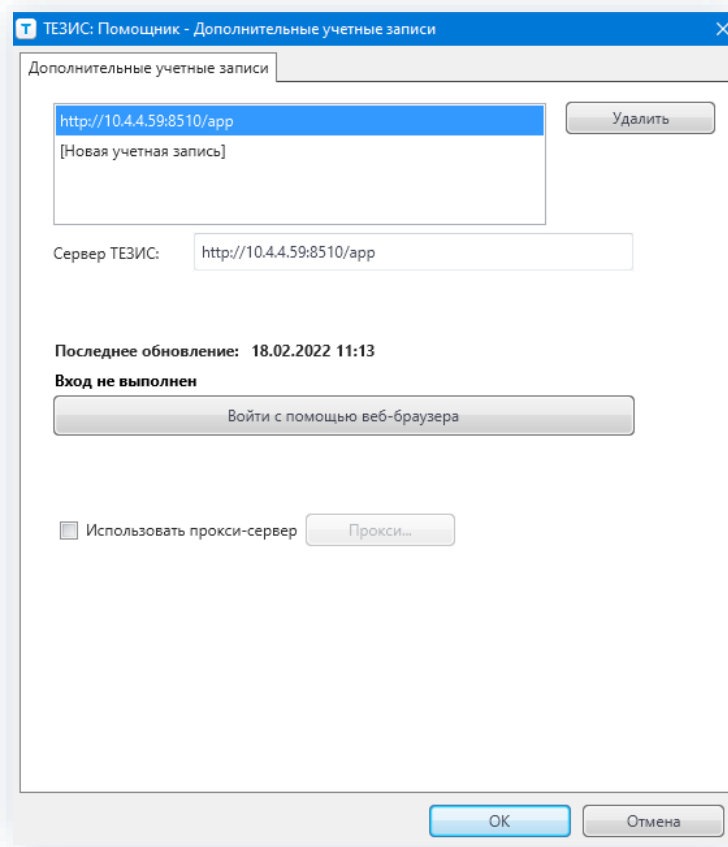 T ТЕЗИС: Помощник - Дополнительные учетные записи
Дополнительные учетные записи
http://10.4.4.59:8510/app
Удалить
[Новая учетная запись]
Сервер ТЕЗИС: http://10.4.4.59:8510/app
Последнее обновление: 18.02.2022 11:13
Вход не выполнен
Войти с помощью веб-браузера
Использовать прокси-сервер Прокси...
ОК Отмена